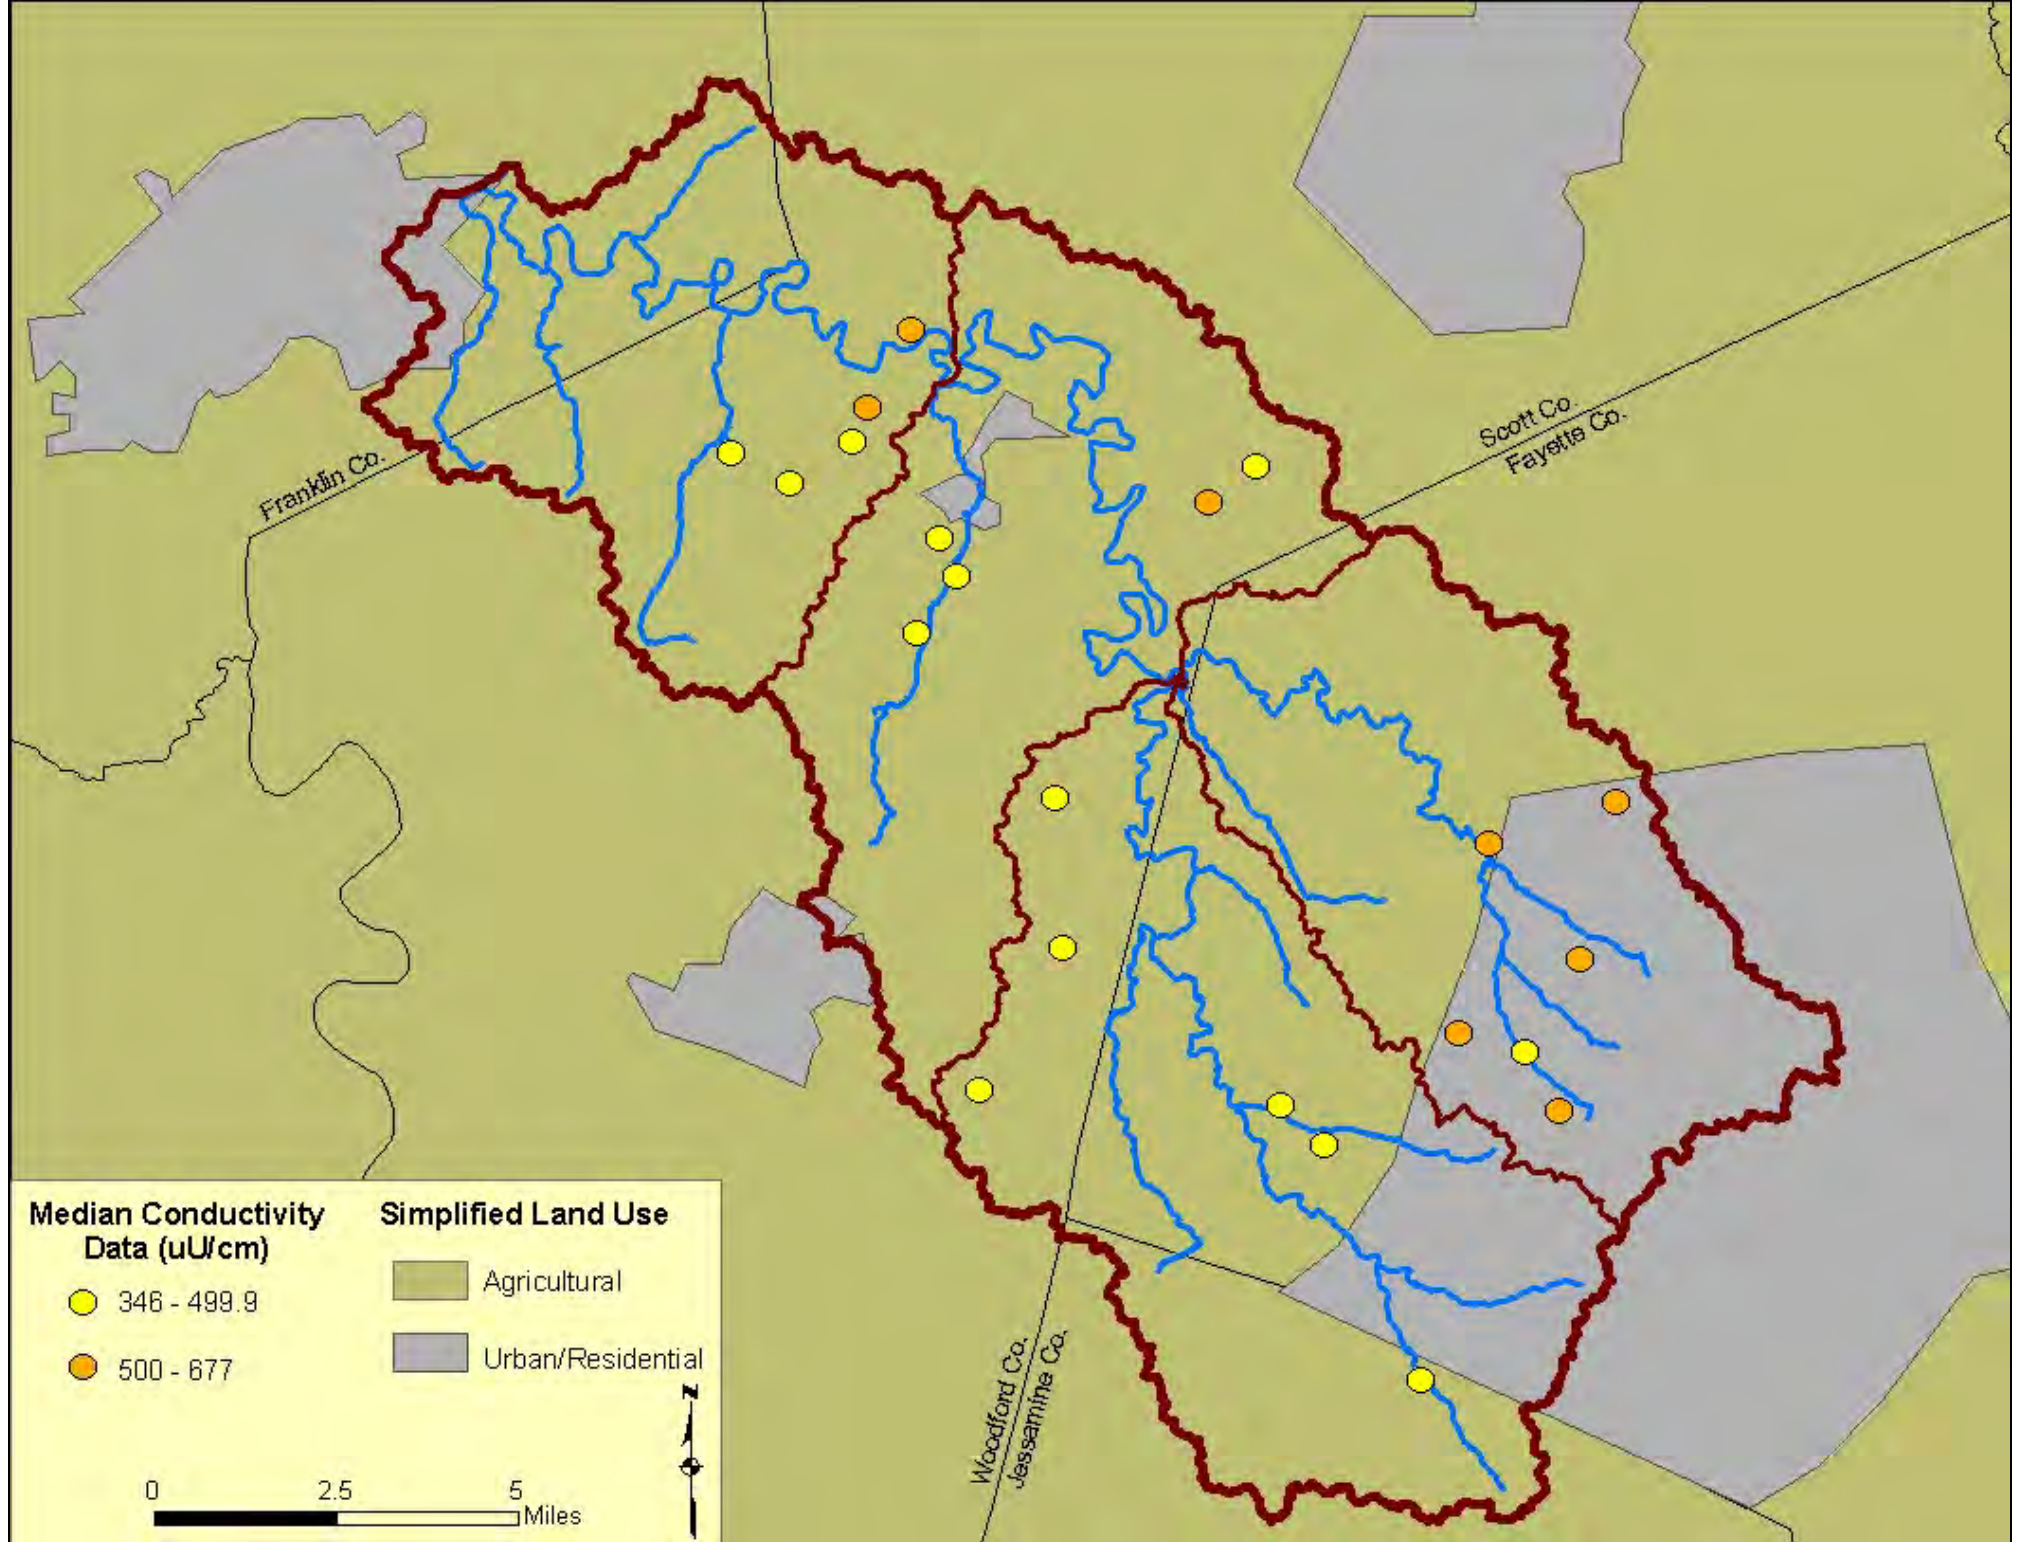 Scott Co.
Fayette Co.
Franklin Co.
Woodford Co.
Jessamine Co.
Median Conductivity
Data (uU/cm)
346 - 499.9
500 - 677
Simplified Land Use
Agricultural
Urban/Residential
N
0 2.5 5
Miles